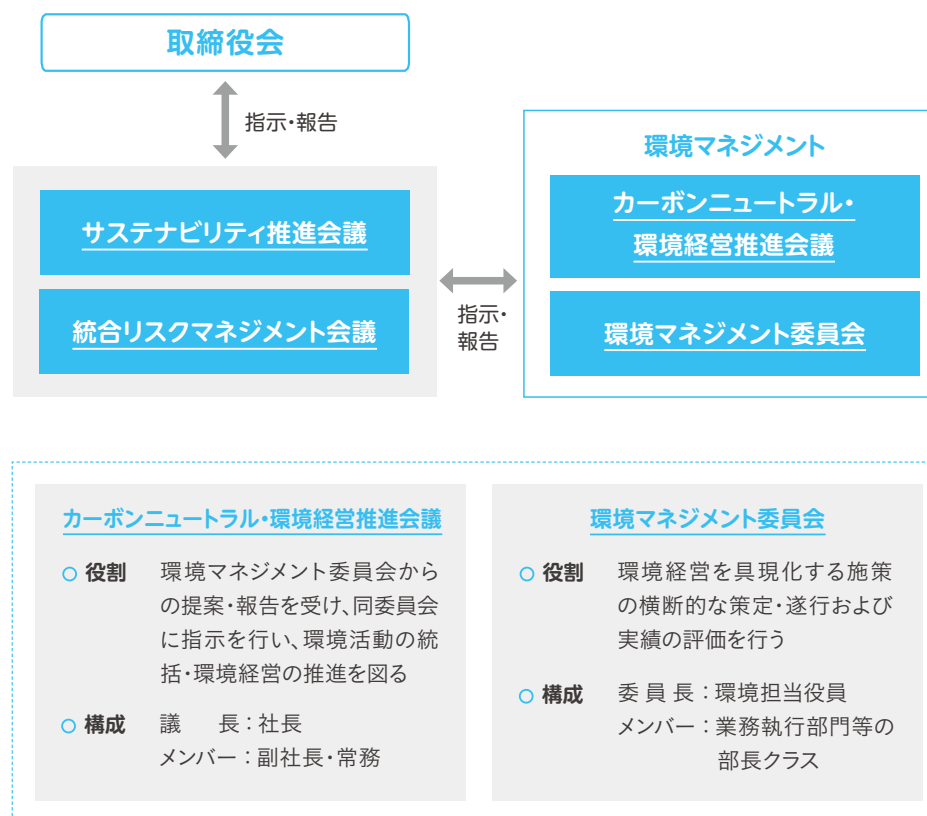 取締役会
指示・報告
サステナビリティ推進会議
統合リスクマネジメント会議
指示・
報告
環境マネジメント
カーボンニュートラル・
環境経営推進会議
環境マネジメント委員会
カーボンニュートラル・環境経営推進会議
役割 環境マネジメント委員会から
の提案・報告を受け、同委員会
に指示を行い、環境活動の統
括・環境経営の推進を図る
構成 議　　長：社長
メンバー：副社長・常務
環境マネジメント委員会
役割 環境経営を具現化する施策
の横断的な策定・遂行および
実績の評価を行う
構成 委 員 長：環境担当役員
メンバー：業務執行部門等の
部長クラス